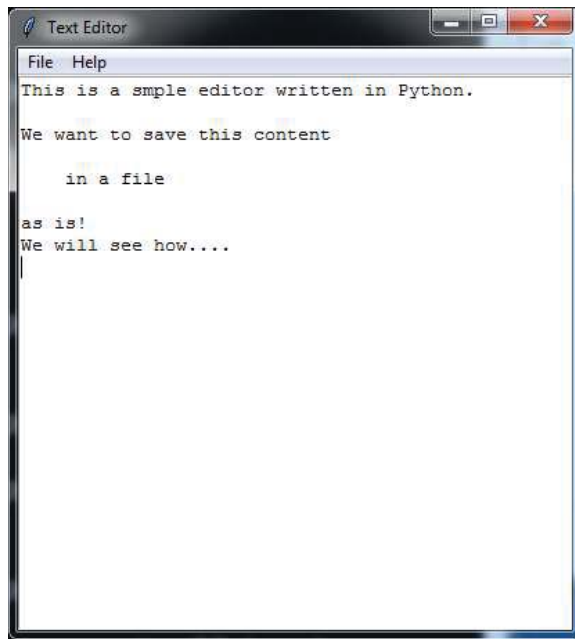 Text Editor
File Help
This is a smple editor written in Python.
We want to save this content
in a file
as is!
We will see how....